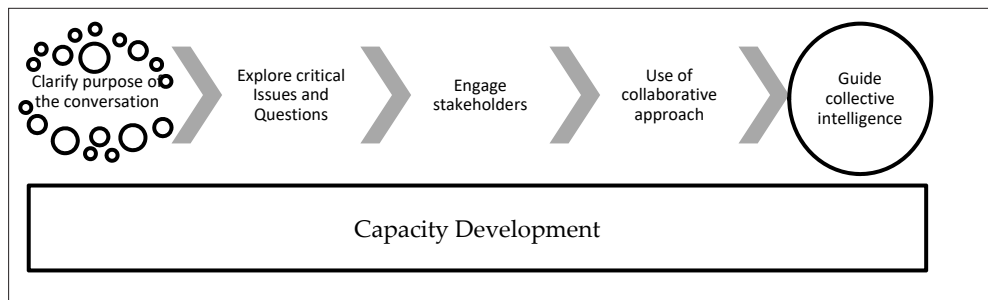 Clarify purpose of
the conversation
Explore critical
Issues and
Questions
Engage
stakeholders
Use of
collaborative
approach
Guide
collective
intelligence
Capacity Development